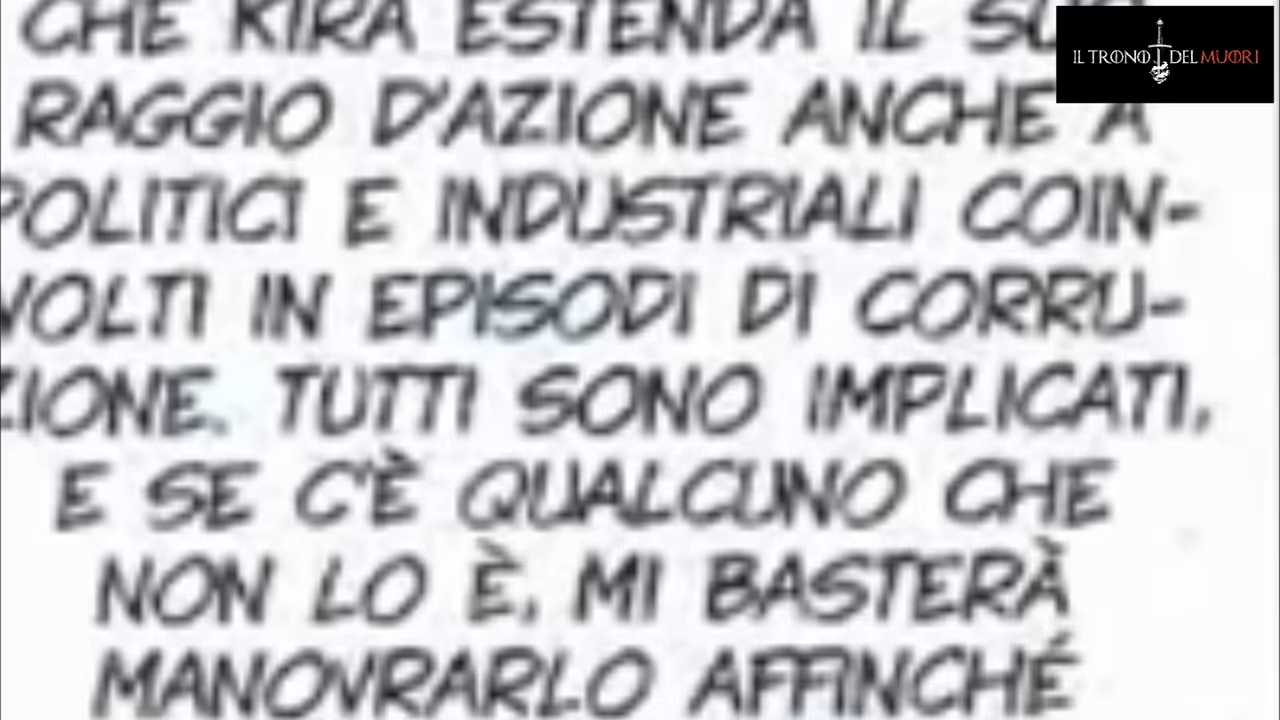 CHE KIRA ESTENDA IL SUO
RAGGIO D'AZIONE ANCHE A
POLITICI E INDUSTRIALI COIN-
VOLTI IN EPISODI DI CORRU-
ZIONE. TUTTI SONO IMPLICATI,
E SE C'È QUALCUNO CHE
NON LO È, MI BASTERÀ
MANOVRARLO AFFINCHÉ
IL TRONO DEL MUORI